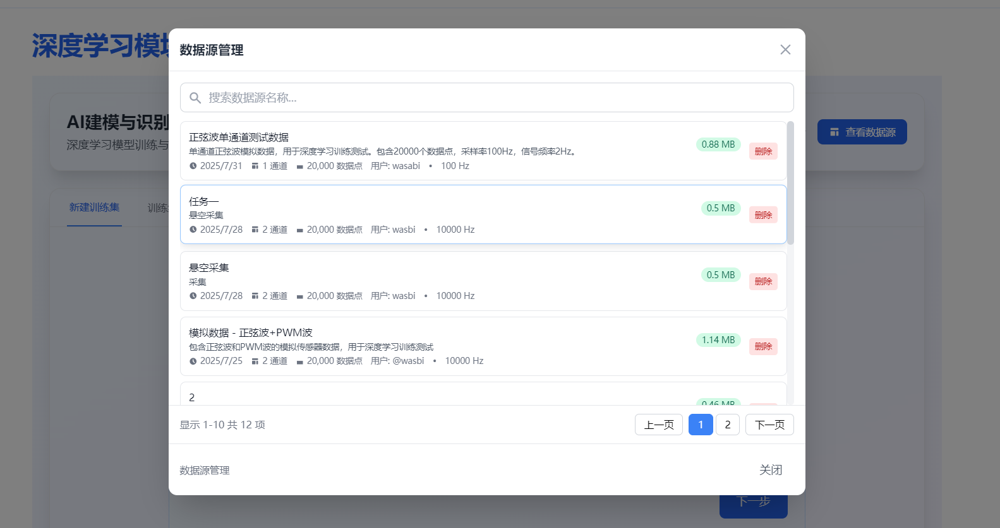 深度学习模
数据源管理
搜索数据源名称...
AI建模与识别
深度学习模型训练与
查看数据源
新建训练集
训练
正弦波单通道测试数据
单通道正弦波模拟数据，用于深度学习训练测试。包含20000个数据点，采样率100Hz，信号频率2Hz。
2025/7/31 1 通道 20,000 数据点 用户: wasabi • 100 Hz
0.88 MB
删除
任务一
悬空采集
2025/7/28 2 通道 20,000 数据点 用户: wasbi • 10000 Hz
0.5 MB
删除
悬空采集
采集
2025/7/28 2 通道 20,000 数据点 用户: wasbi • 10000 Hz
0.5 MB
删除
模拟数据 - 正弦波+PWM波
包含正弦波和PWM波的模拟传感器数据，用于深度学习训练测试
2025/7/25 2 通道 20,000 数据点 用户: @wasbi • 10000 Hz
1.14 MB
删除
2
0.46 MB
显示 1-10 共 12 项
上一页 1 2 下一页
数据源管理
关闭
下一步